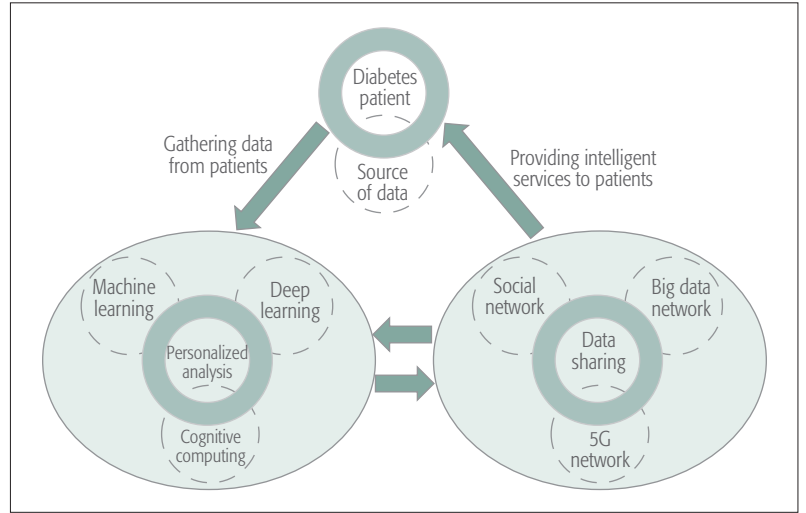 Diabetes
patient
Gathering data
from patients
Source
of data
Providing intelligent
services to patients
Machine
learning
Deep
learning
Personalized
analysis
Cognitive
computing
Social
network
Big data
network
Data
sharing
5G
network